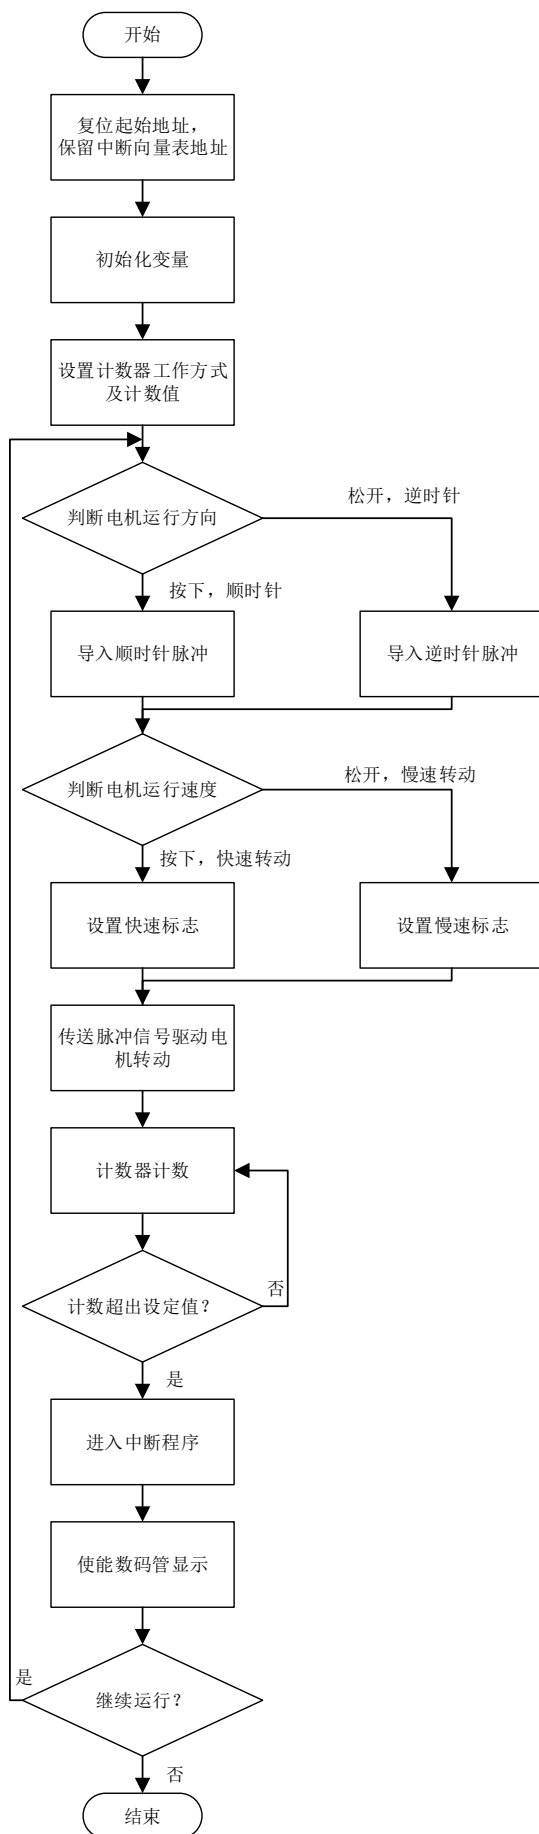 开始
复位起始地址，
保留中断向量表地址
初始化变量
设置计数器工作方式
及计数值
判断电机运行方向
松开，逆时针
按下，顺时针
导入顺时针脉冲
导入逆时针脉冲
判断电机运行速度
松开，慢速转动
按下，快速转动
设置快速标志
设置慢速标志
传送脉冲信号驱动电
机转动
计数器计数
计数超出设定值？
否
是
进入中断程序
使能数码管显示
是
继续运行？
否
结束